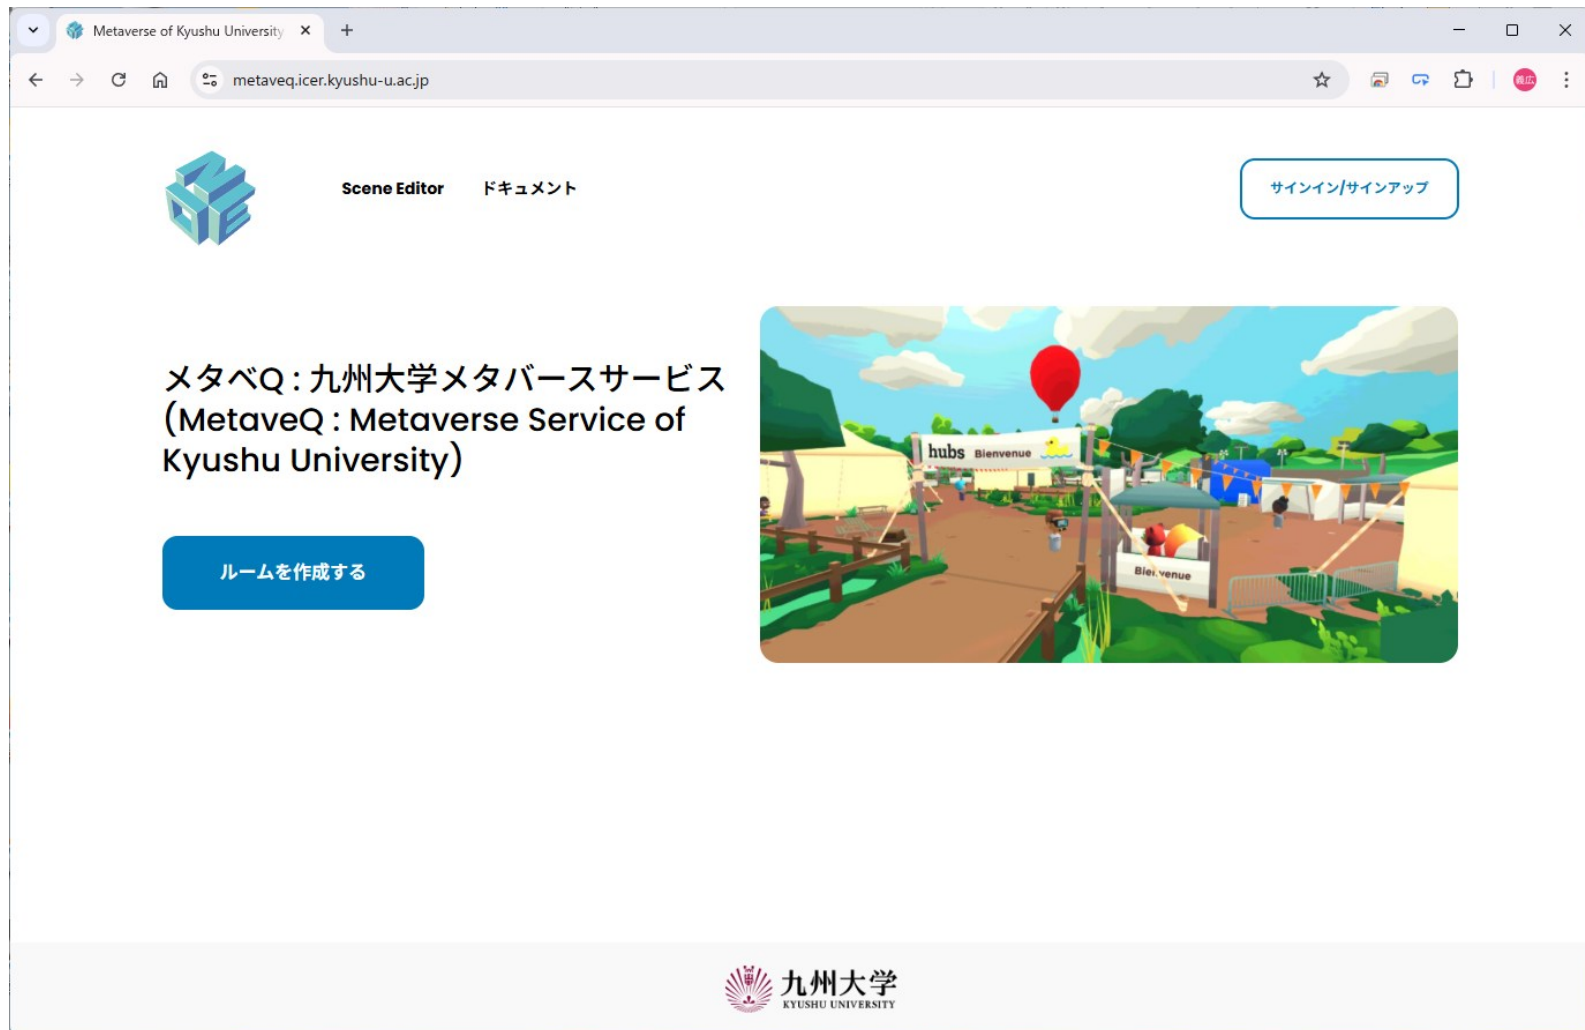 Metaverse of Kyushu University
metaveq.icer.kyushu-u.ac.jp
義広
Scene Editor
ドキュメント
サインイン/サインアップ
メタベQ : 九州大学メタバースサービス
(MetaveQ : Metaverse Service of
Kyushu University)
ルームを作成する
hubs Bienvenue
Bienvenue
九州大学
KYUSHU UNIVERSITY